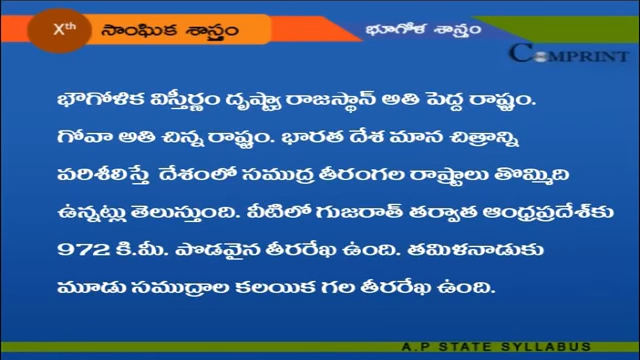 Xth
సాంఘిక శాస్త్రం
భూగోళ శాస్త్రం
COMPRINT
భౌగోళిక విస్తీర్ణం దృష్ట్యా రాజస్థాన్ అతి పెద్ద రాష్ట్రం.
గోవా అతి చిన్న రాష్ట్రం. భారత దేశ మాన చిత్రాన్ని
పరిశీలిస్తే దేశంలో సముద్ర తీరంగల రాష్ట్రాలు తొమ్మిది
ఉన్నట్లు తెలుస్తుంది. వీటిలో గుజరాత్ తర్వాత ఆంధ్రప్రదేశ్‌కు
972 కి.మీ. పొడవైన తీరరేఖ ఉంది. తమిళనాడుకు
మూడు సముద్రాల కలయిక గల తీరరేఖ ఉంది.
A.P STATE SYLLABUS